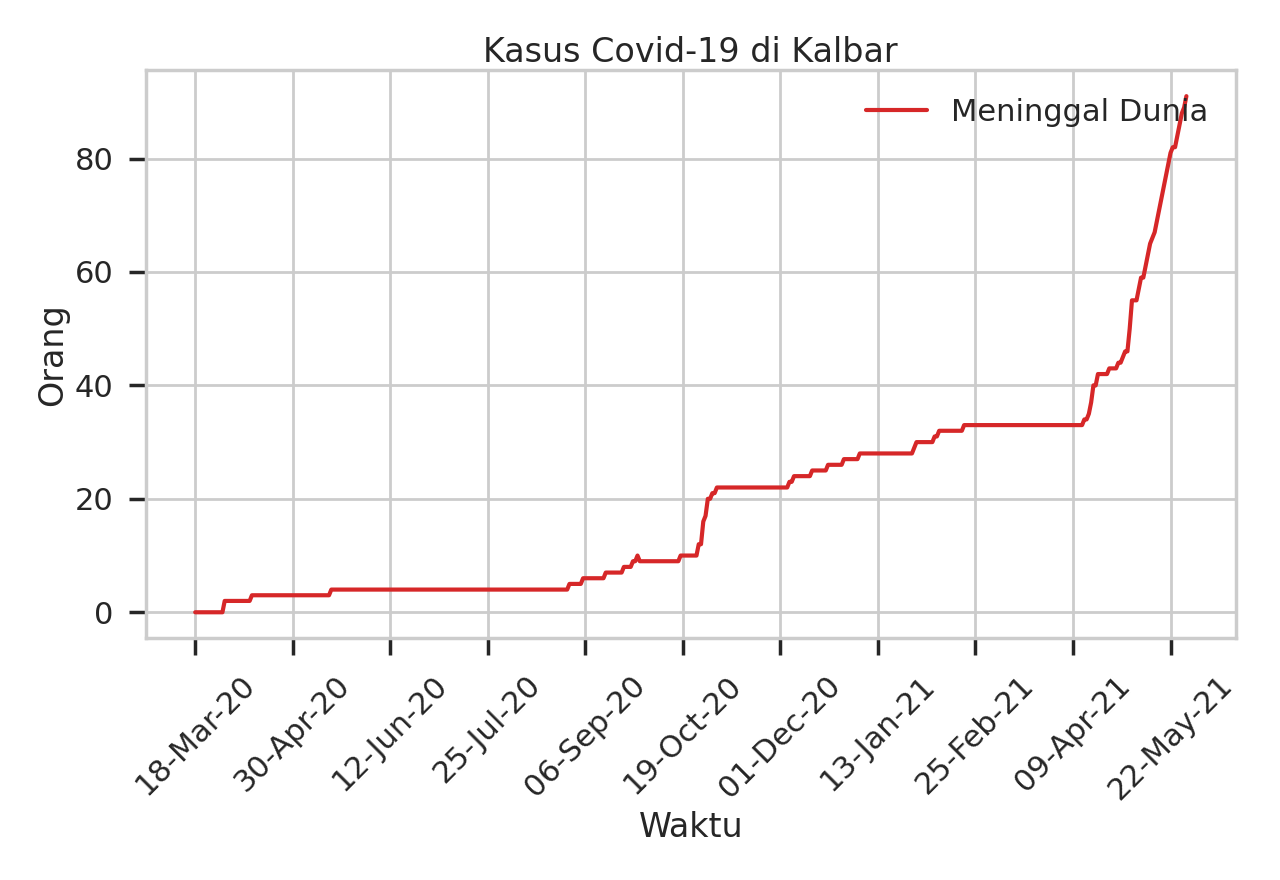 Kasus Covid-19 di Kalbar
Meninggal Dunia
Orang
80
60
40
20
0
18-Mar-20
30-Apr-20
12-Jun-20
25-Jul-20
06-Sep-20
19-Oct-20
01-Dec-20
13-Jan-21
25-Feb-21
09-Apr-21
22-May-21
Waktu